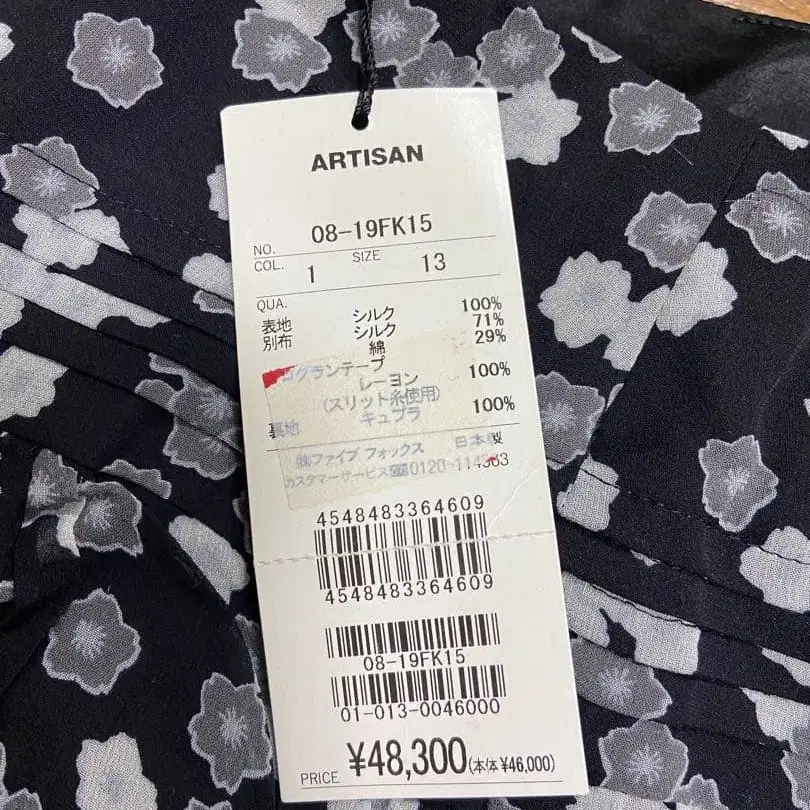 ARTISAN
NO. 08-19FK15
COL. 1 SIZE 13
QUA.
表地 シルク 100%
別布 シルク 71%
綿 29%
グランテープ
レーヨン 100%
(スリット糸使用)
裏地 キュプラ 100%
㈱ファイブ フォックス 日本製
カスタマーサービス☎0120-114563
4548483364609
4548483364609
08-19FK15
01-013-0046000
PRICE ¥48,300(本体¥46,000)